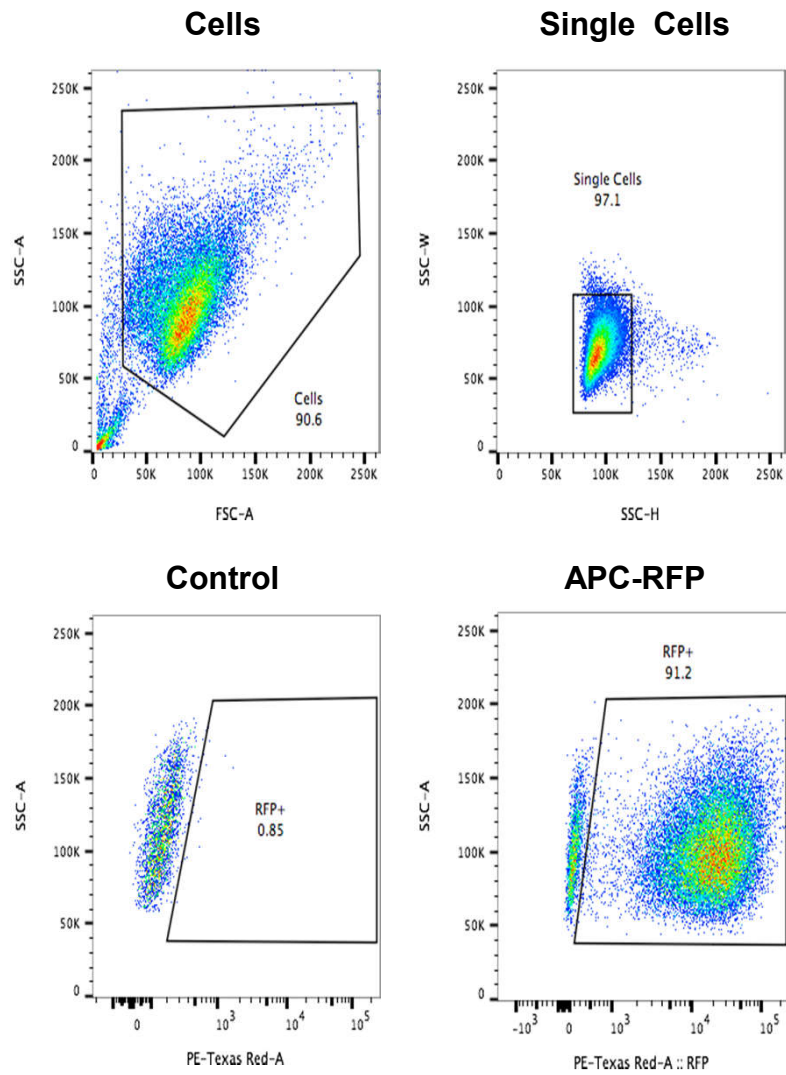 Cells
Single Cells
250K
200K
150K
100K
50K
0
SSC-A
Cells
90.6
0
50K
100K
150K
200K
250K
FSC-A
250K
200K
150K
100K
50K
0
SSC-W
Single Cells
97.1
0
50K
100K
150K
200K
250K
SSC-H
Control
APC-RFP
250K
200K
150K
100K
50K
0
SSC-A
RFP+
0.85
0
10^3
10^4
10^5
PE-Texas Red-A
250K
200K
150K
100K
50K
0
SSC-A
RFP+
91.2
-10^3
0
10^3
10^4
10^5
PE-Texas Red-A :: RFP